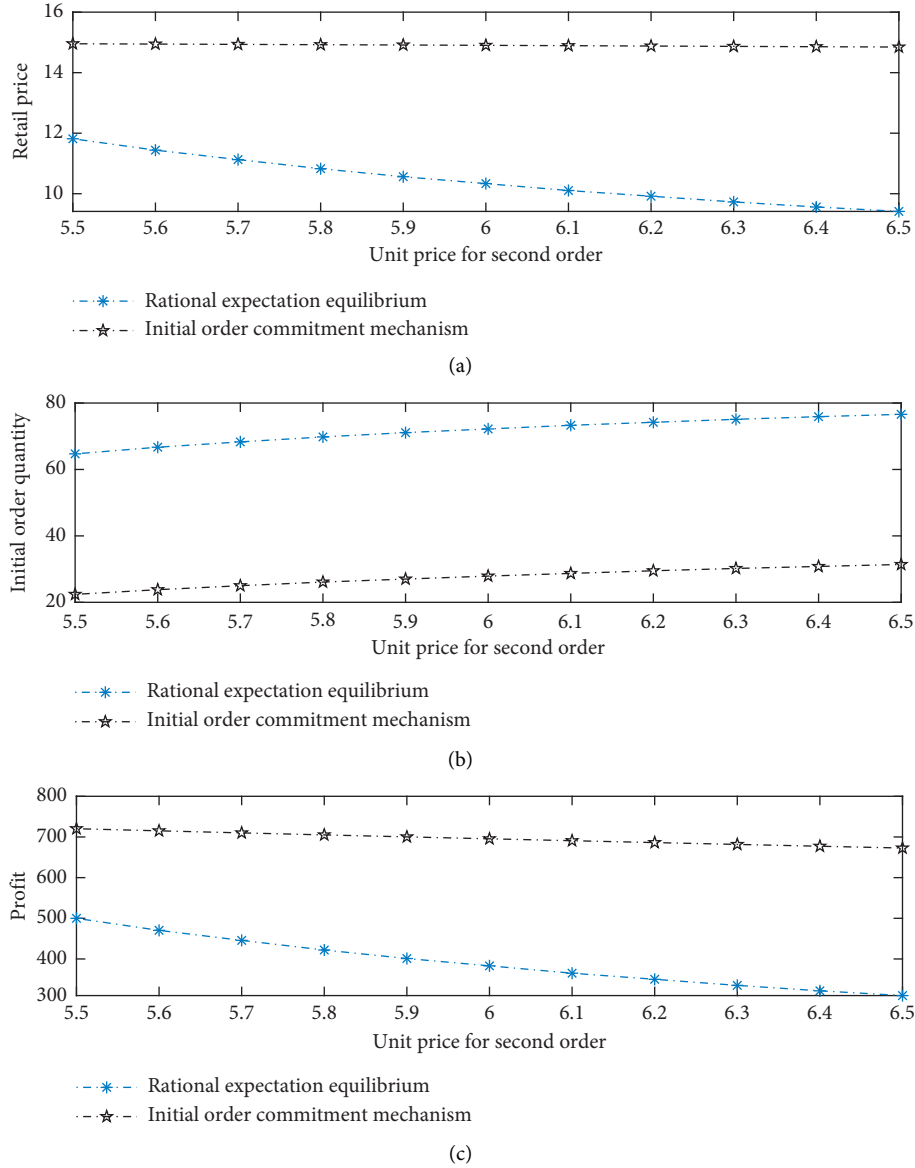 16
14
12
10
Retail price
5.5 5.6 5.7 5.8 5.9 6 6.1 6.2 6.3 6.4 6.5
Unit price for second order
Rational expectation equilibrium
Initial order commitment mechanism
(a)
80
60
40
20
Initial order quantity
5.5 5.6 5.7 5.8 5.9 6 6.1 6.2 6.3 6.4 6.5
Unit price for second order
Rational expectation equilibrium
Initial order commitment mechanism
(b)
800
700
600
500
400
300
Profit
5.5 5.6 5.7 5.8 5.9 6 6.1 6.2 6.3 6.4 6.5
Unit price for second order
Rational expectation equilibrium
Initial order commitment mechanism
(c)